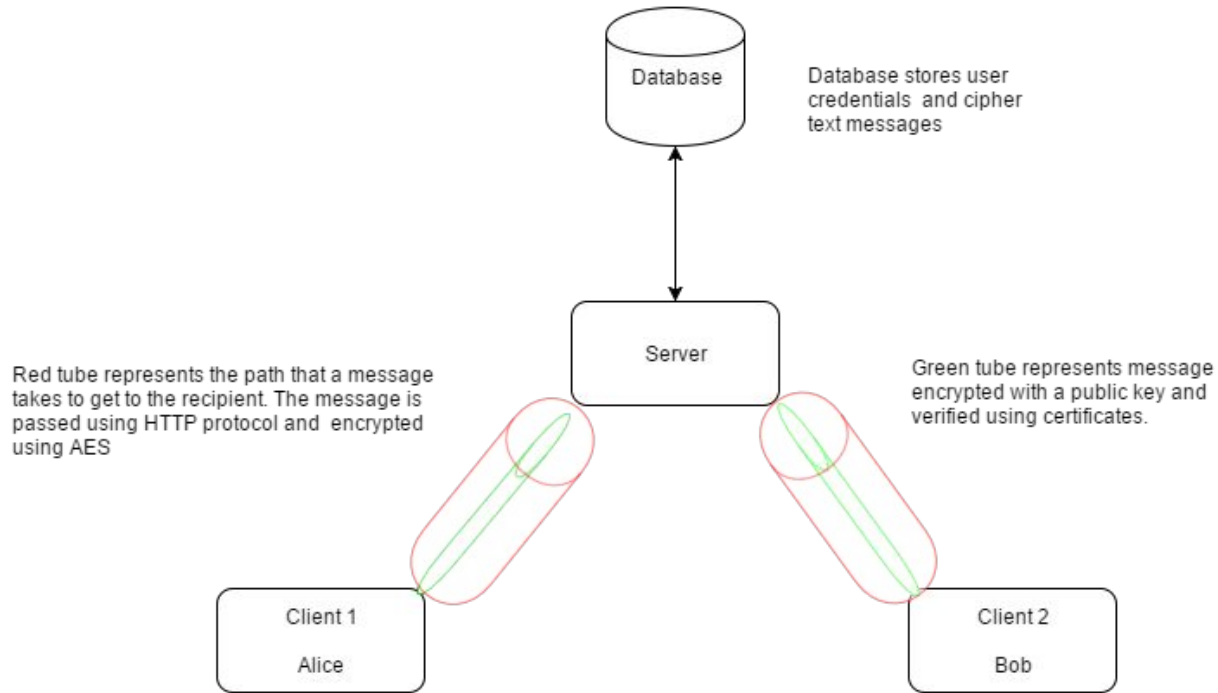 Database
Database stores user
credentials and cipher
text messages
Server
Red tube represents the path that a message
takes to get to the recipient. The message is
passed using HTTP protocol and encrypted
using AES
Green tube represents message
encrypted with a public key and
verified using certificates.
Client 1
Alice
Client 2
Bob